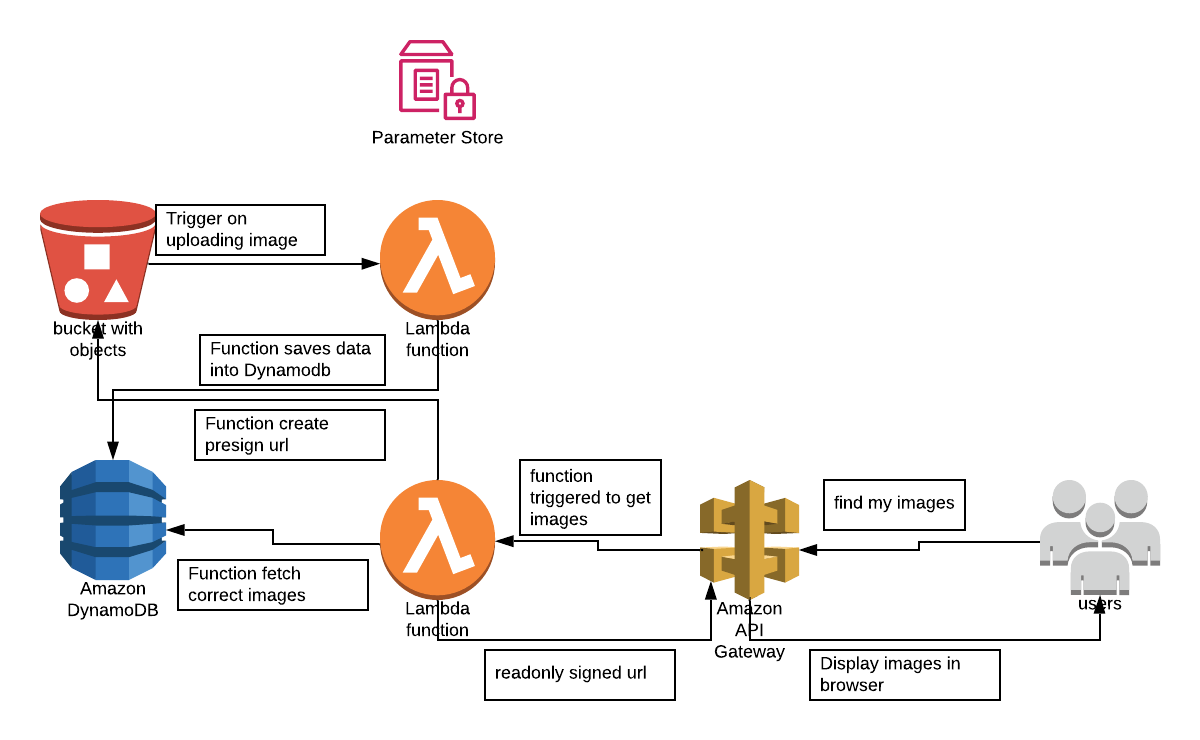 Parameter Store
Trigger on
uploading image
bucket with
objects
Lambda
function
Function saves data
into Dynamodb
Function create
presign url
function
triggered to get
images
find my images
Amazon
DynamoDB
Function fetch
correct images
Lambda
function
Amazon
API
Gateway
users
readonly signed url
Display images in
browser